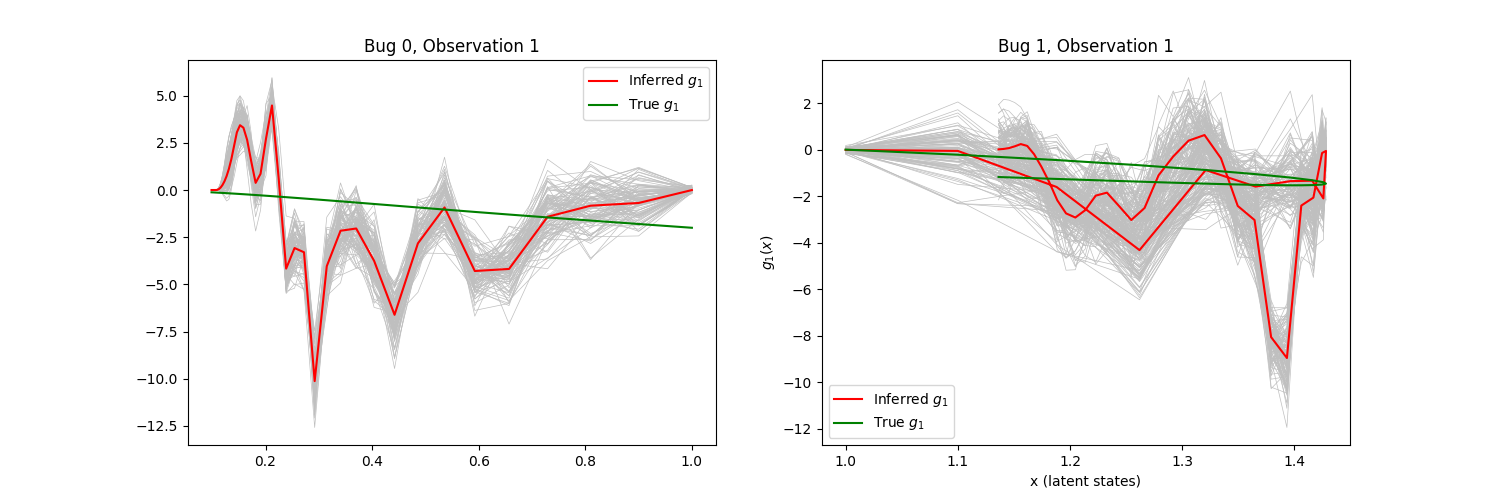 Bug 0, Observation 1
Inferred g₁
True g₁
5.0
2.5
0.0
−2.5
−5.0
−7.5
−10.0
−12.5
0.2 0.4 0.6 0.8 1.0
Bug 1, Observation 1
g₁(x)
2
0
−2
−4
−6
−8
−10
−12
Inferred g₁
True g₁
1.0 1.1 1.2 1.3 1.4
x (latent states)